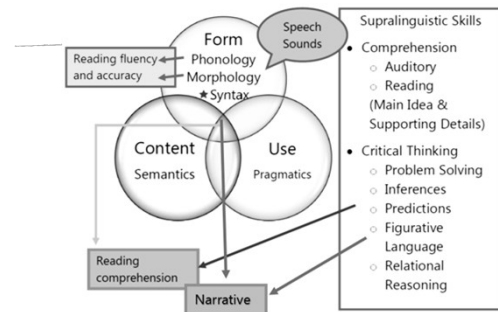 Form
Phonology
Morphology
★Syntax
Speech
Sounds
Reading fluency
and accuracy
Content
Semantics
Use
Pragmatics
Reading
comprehension
Narrative
Supralinguistic Skills
• Comprehension
○ Auditory
○ Reading
(Main Idea &
Supporting Details)
• Critical Thinking
○ Problem Solving
○ Inferences
○ Predictions
○ Figurative
Language
○ Relational
Reasoning